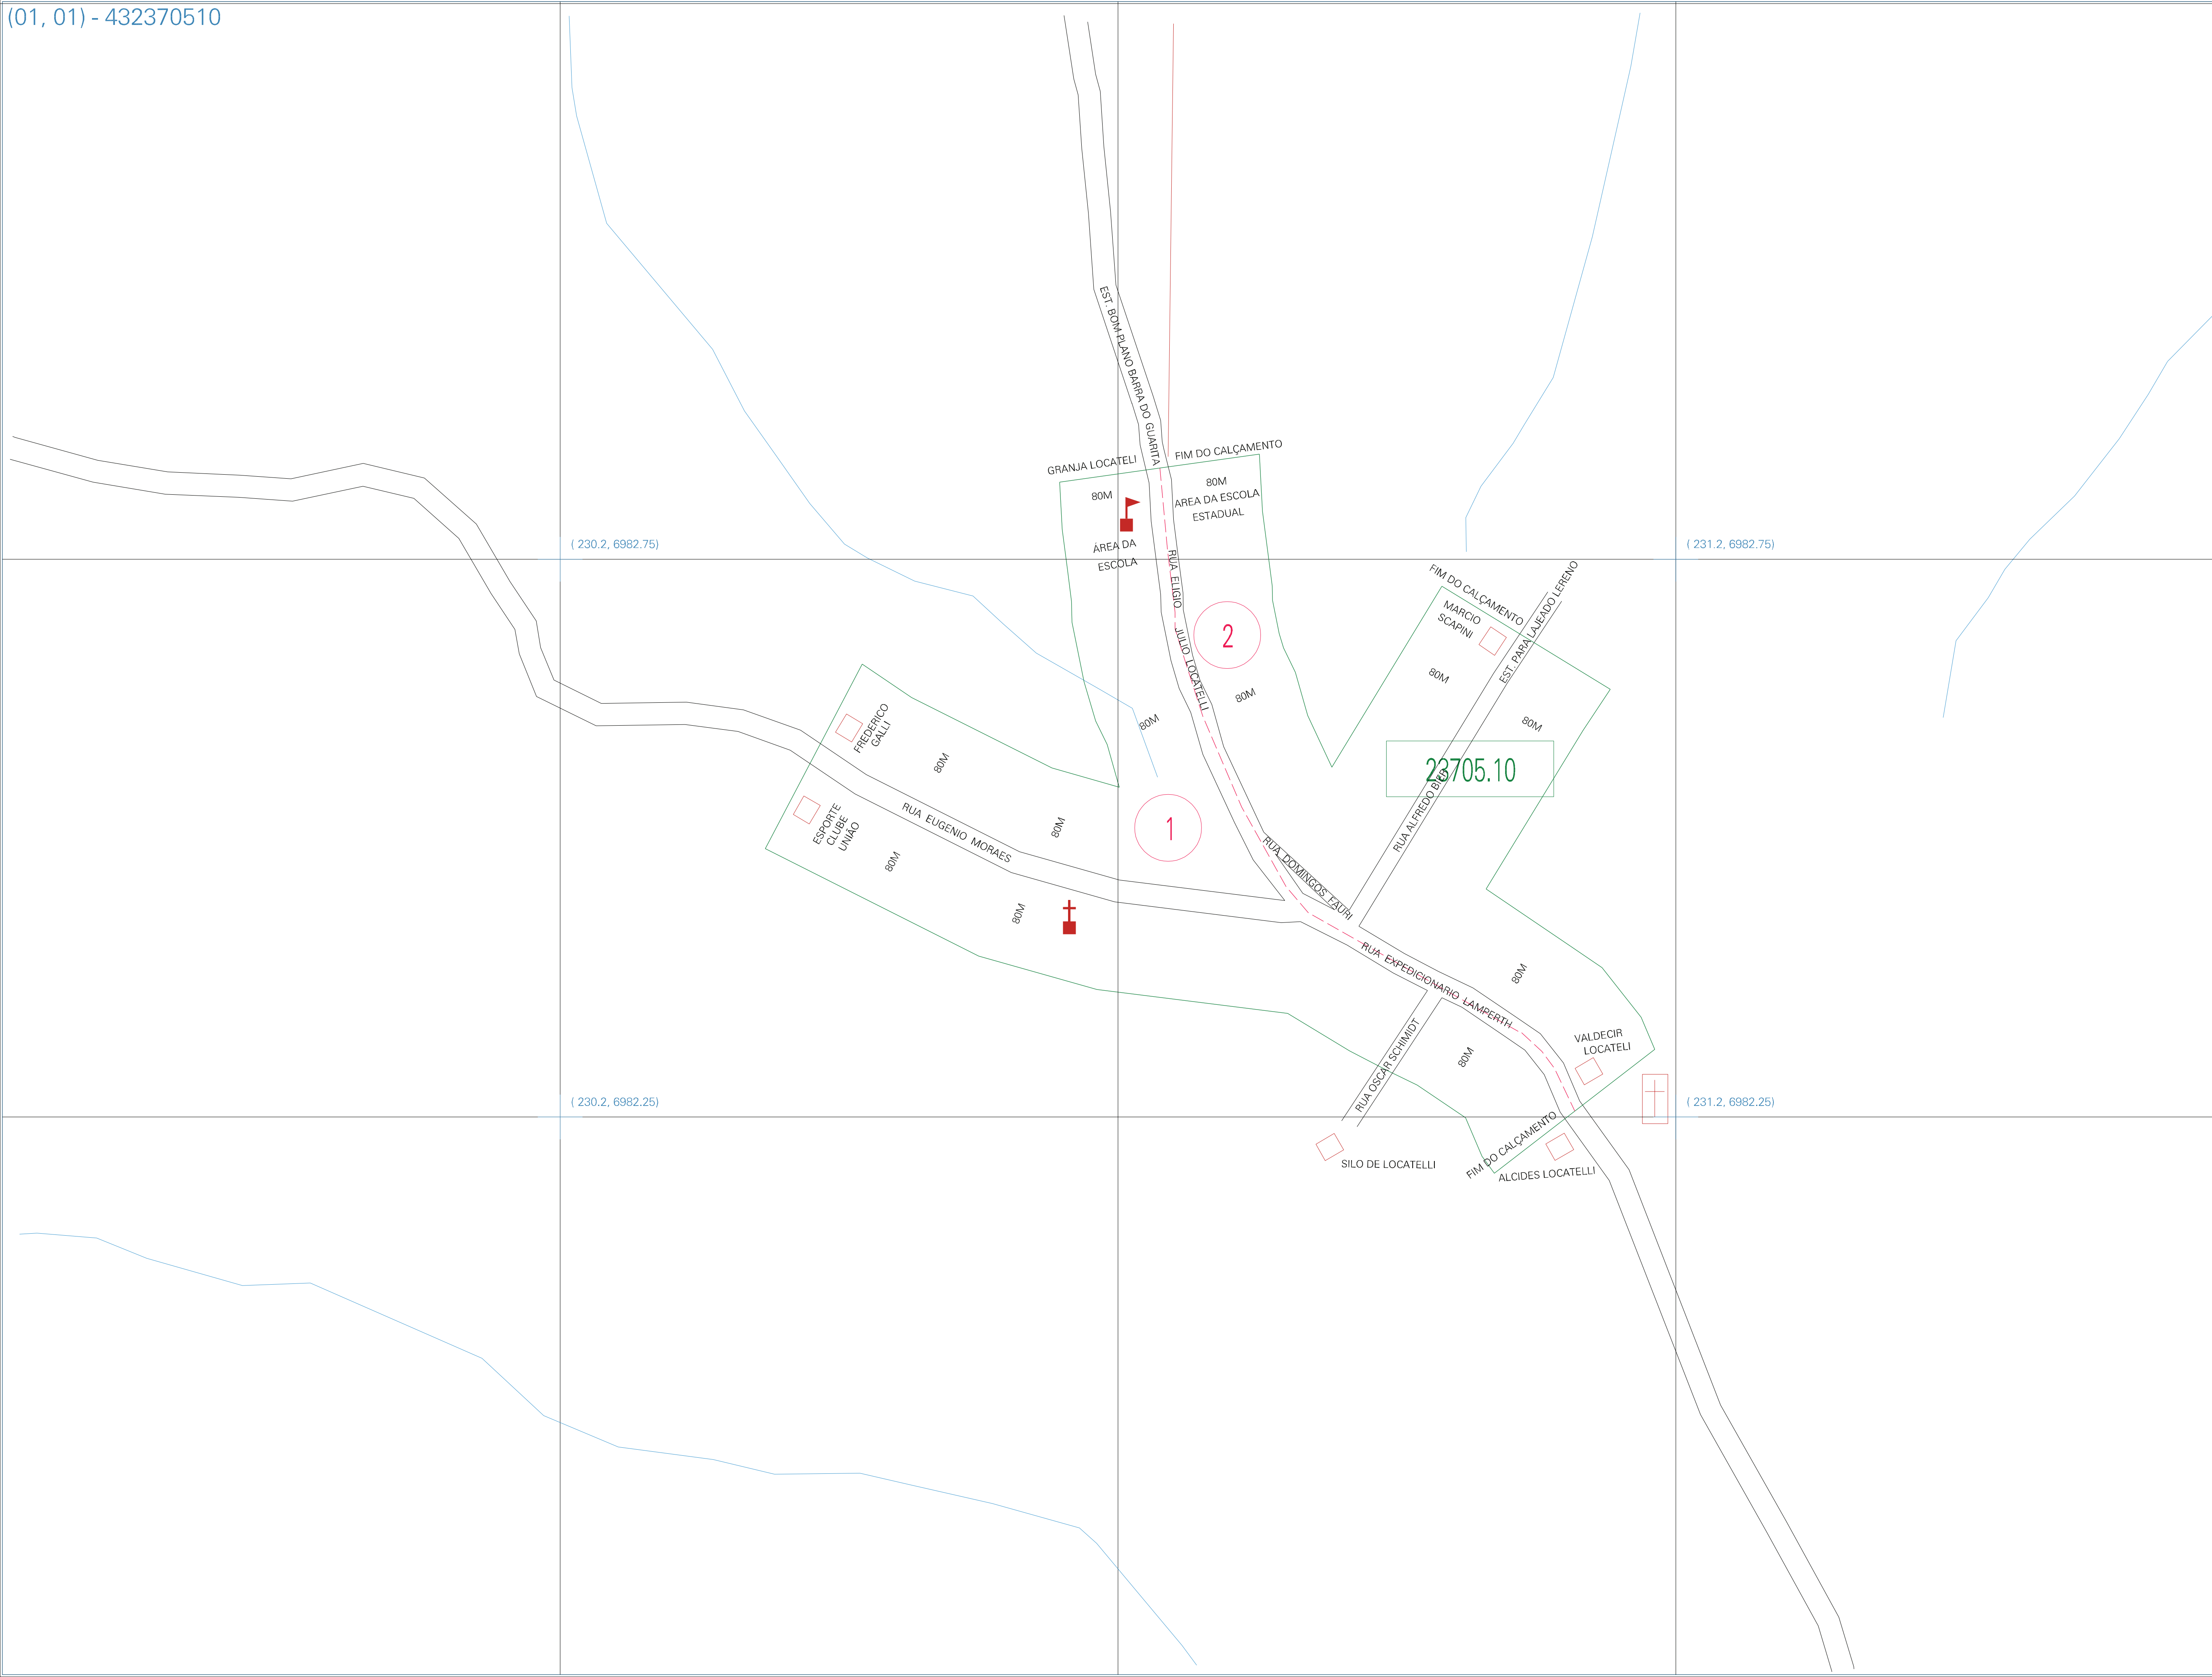 (01, 01) - 432370510
EST. BOM PLANO BARRA DO GUARITA
GRANJA LOCATELI
FIM DO CALÇAMENTO
80M
80M
AREA DA ESCOLA
ESTADUAL
ÁREA DA
ESCOLA
( 230.2, 6982.75)
( 231.2, 6982.75)
RUA ELIGIO JULIO LOCATELLI
2
FIM DO CALÇAMENTO
MARCIO
SCAPINI
EST. PARA LAJEADO LERENO
80M
80M
80M
80M
FREDERICO
GALLI
80M
23705.10
RUA ALFREDO BIER
ESPORTE
CLUBE
UNIÃO
RUA EUGENIO MORAES
80M
1
80M
80M
RUA DOMINGOS FAURI
RUA EXPEDICIONARIO LAMPERTH
80M
RUA OSCAR SCHIMIDT
80M
VALDECIR
LOCATELI
( 230.2, 6982.25)
( 231.2, 6982.25)
FIM DO CALÇAMENTO
SILO DE LOCATELLI
ALCIDES LOCATELLI